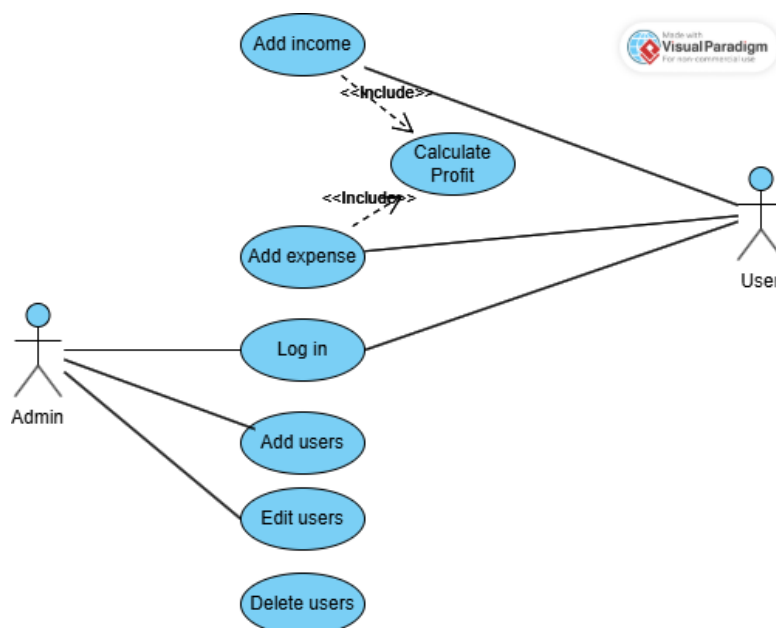 Add income
Made with
Visual Paradigm
For non-commercial use
<<Include>>
Calculate
Profit
<<Include>>
Add expense
User
Log in
Admin
Add users
Edit users
Delete users